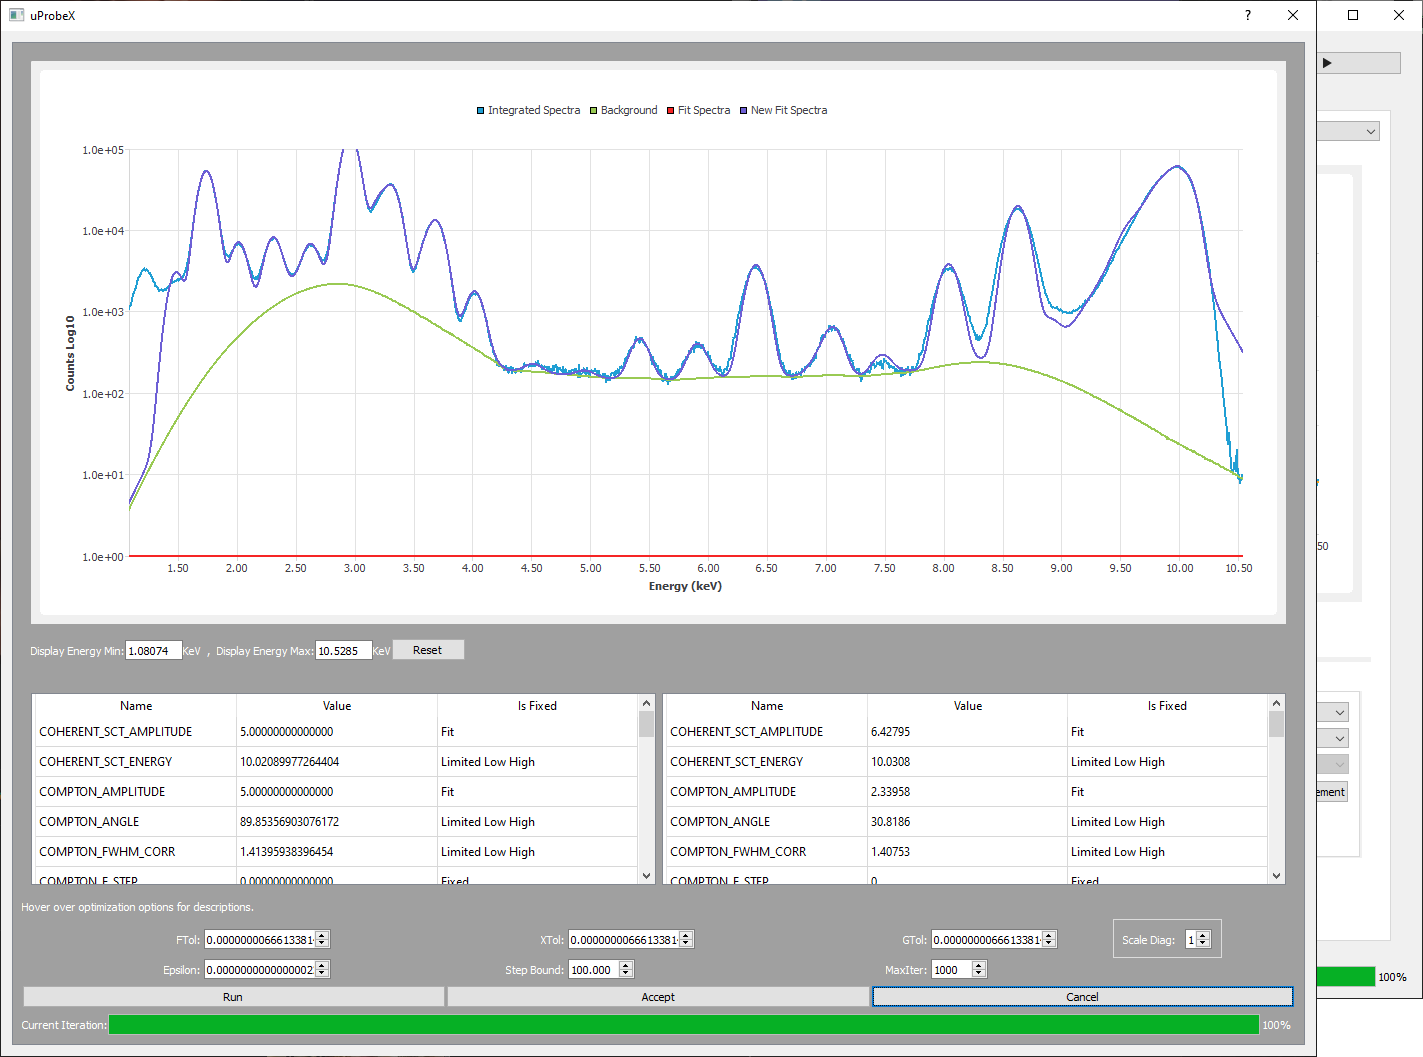 uProbeX ?
Integrated Spectra Background Fit Spectra New Fit Spectra
1.0e+05
1.0e+04
1.0e+03
1.0e+02
1.0e+01
1.0e+00
Counts Log10
1.50 2.00 2.50 3.00 3.50 4.00 4.50 5.00 5.50 6.00 6.50 7.00 7.50 8.00 8.50 9.00 9.50 10.00 10.50
Energy (keV)
50
Display Energy Min: 1.08074 KeV , Display Energy Max: 10.5285 KeV Reset
Name Value Is Fixed Name Value Is Fixed
COHERENT_SCT_AMPLITUDE 5.00000000000000 Fit COHERENT_SCT_AMPLITUDE 6.42795 Fit
COHERENT_SCT_ENERGY 10.02089977264404 Limited Low High COHERENT_SCT_ENERGY 10.0308 Limited Low High
COMPTON_AMPLITUDE 5.00000000000000 Fit COMPTON_AMPLITUDE 2.33958 Fit
ement
COMPTON_ANGLE 89.85356903076172 Limited Low High COMPTON_ANGLE 30.8186 Limited Low High
COMPTON_FWHM_CORR 1.41395938396454 Limited Low High COMPTON_FWHM_CORR 1.40753 Limited Low High
COMPTON_F_STEP 0.00000000000000 Fixed COMPTON_F_STEP 0 Fixed
Hover over optimization options for descriptions.
FTol: 0.000000006661338 XTol: 0.000000006661338 GTol: 0.000000006661338 Scale Diag: 1
Epsilon: 0.0000000000000002 Step Bound: 100.000 MaxIter: 1000
Run Accept Cancel
Current Iteration: 100%
100%